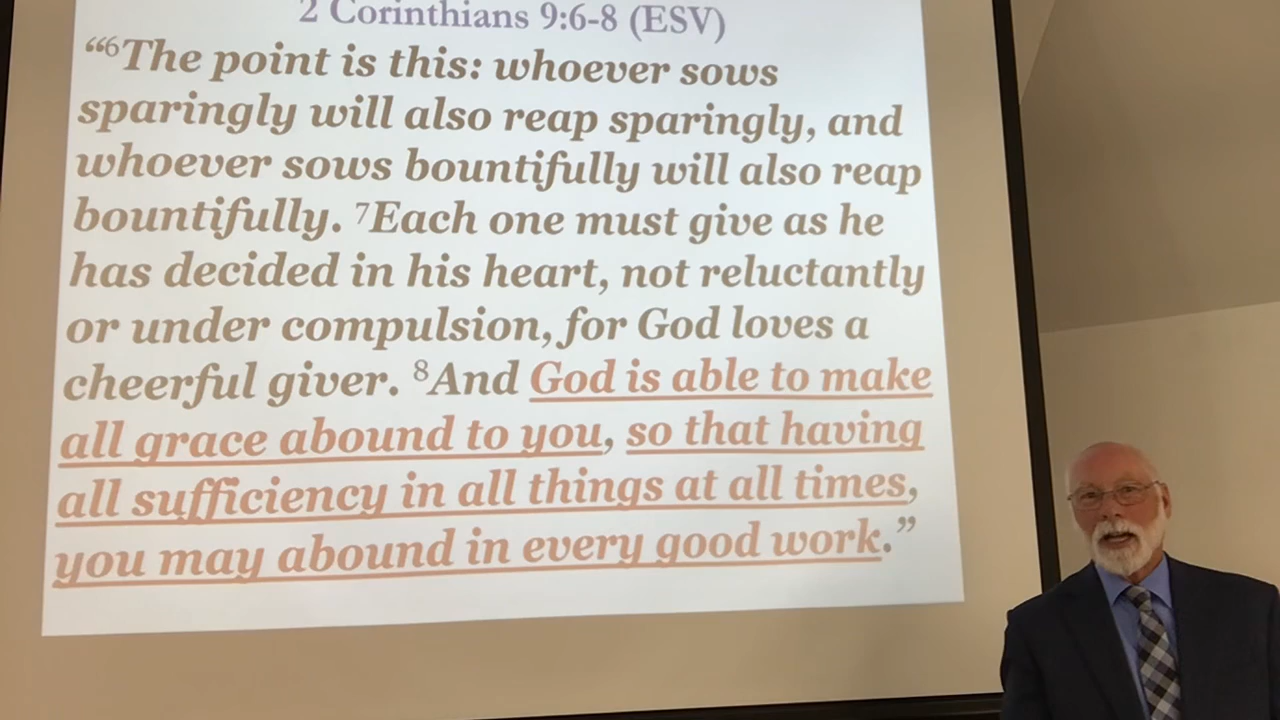 2 Corinthians 9:6-8 (ESV)
“⁶The point is this: whoever sows
sparingly will also reap sparingly, and
whoever sows bountifully will also reap
bountifully. ⁷Each one must give as he
has decided in his heart, not reluctantly
or under compulsion, for God loves a
cheerful giver. ⁸And God is able to make
all grace abound to you, so that having
all sufficiency in all things at all times,
you may abound in every good work.”